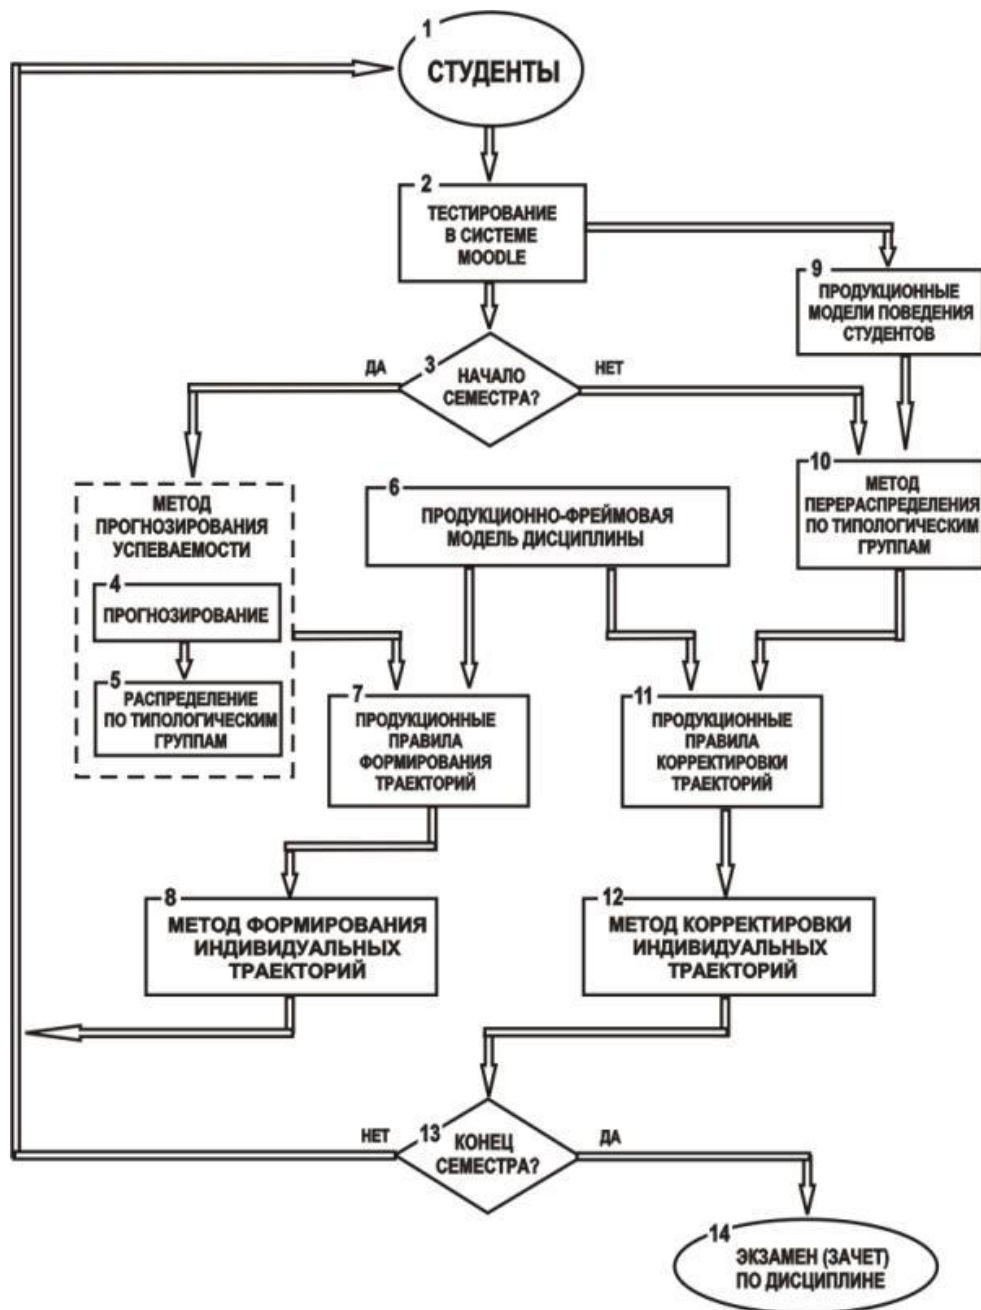 1
СТУДЕНТЫ
2
ТЕСТИРОВАНИЕ
В СИСТЕМЕ
MOODLE
9
ПРОДУКЦИОННЫЕ
МОДЕЛИ ПОВЕДЕНИЯ
СТУДЕНТОВ
ДА
3
НАЧАЛО
СЕМЕСТРА?
НЕТ
МЕТОД
ПРОГНОЗИРОВАНИЯ
УСПЕВАЕМОСТИ
4
ПРОГНОЗИРОВАНИЕ
5
РАСПРЕДЕЛЕНИЕ
ПО ТИПОЛОГИЧЕСКИМ
ГРУППАМ
6
ПРОДУКЦИОННО-ФРЕЙМОВАЯ
МОДЕЛЬ ДИСЦИПЛИНЫ
10
МЕТОД
ПЕРЕРАСПРЕДЕЛЕНИЯ
ПО ТИПОЛОГИЧЕСКИМ
ГРУППАМ
7
ПРОДУКЦИОННЫЕ
ПРАВИЛА
ФОРМИРОВАНИЯ
ТРАЕКТОРИЙ
11
ПРОДУКЦИОННЫЕ
ПРАВИЛА
КОРРЕКТИРОВКИ
ТРАЕКТОРИЙ
8
МЕТОД ФОРМИРОВАНИЯ
ИНДИВИДУАЛЬНЫХ
ТРАЕКТОРИЙ
12
МЕТОД КОРРЕКТИРОВКИ
ИНДИВИДУАЛЬНЫХ
ТРАЕКТОРИЙ
НЕТ
13
КОНЕЦ
СЕМЕСТРА?
ДА
14
ЭКЗАМЕН (ЗАЧЕТ)
ПО ДИСЦИПЛИНЕ